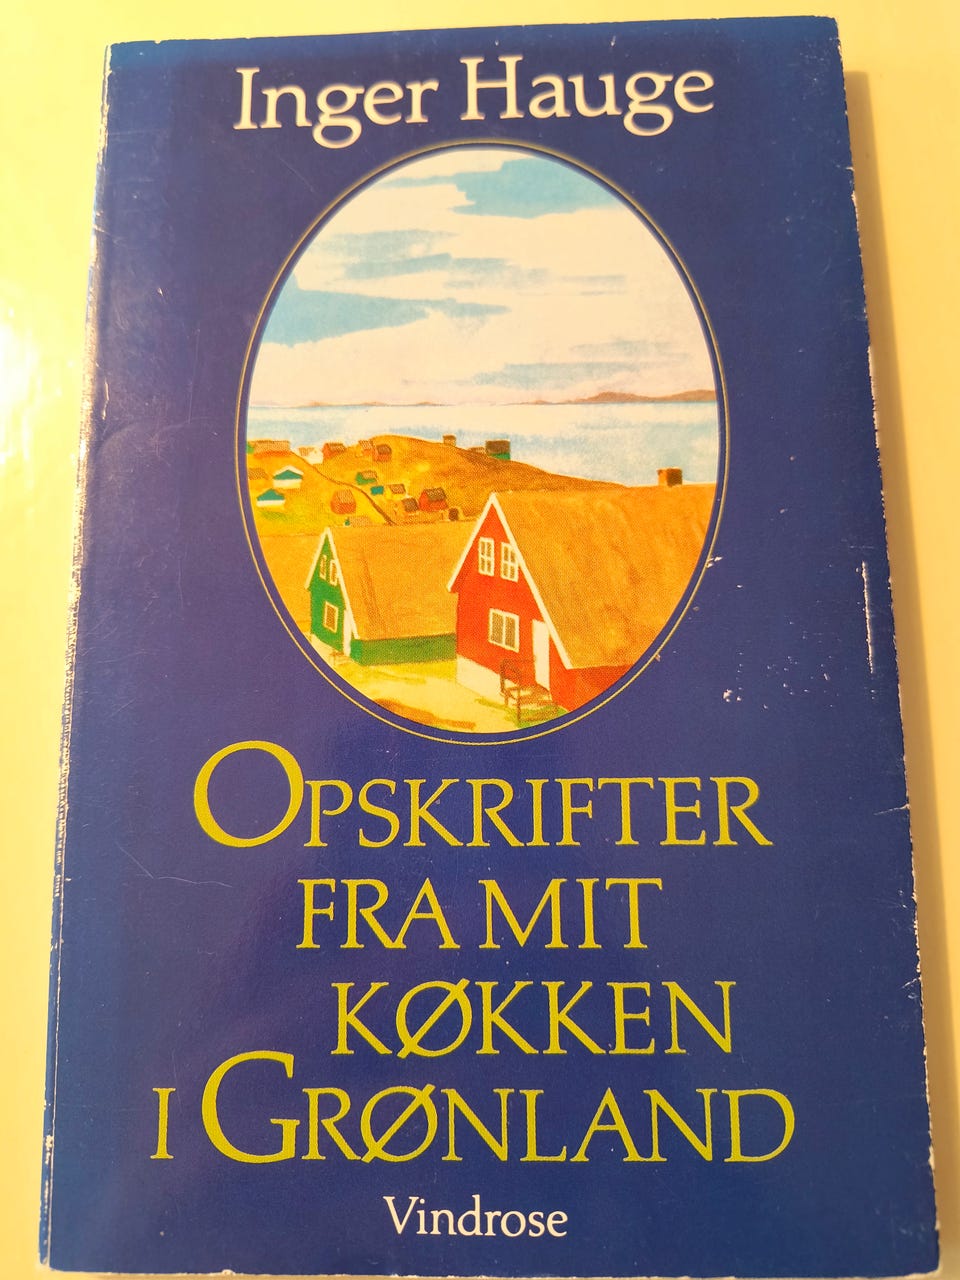 Inger Hauge
OPSKRIFTER
FRA MIT
KØKKEN
I GRØNLAND
Vindrose